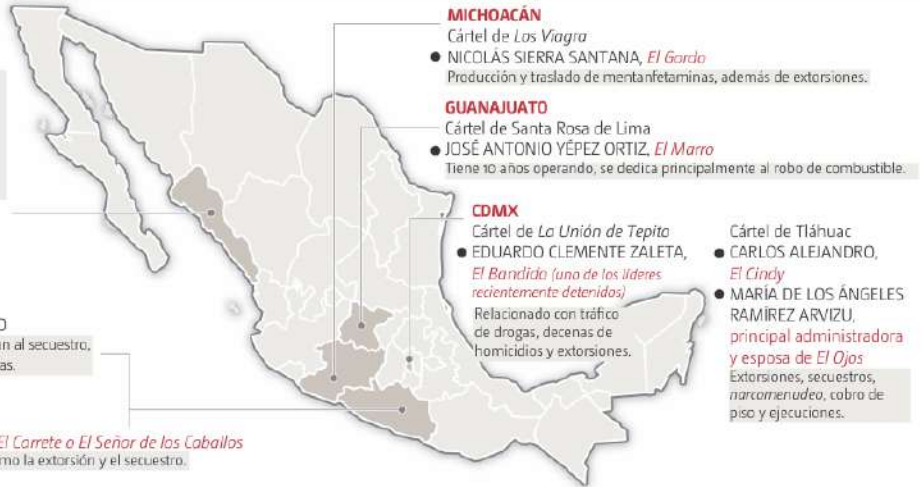 MICHOACÁN
Cártel de Los Viagra
● NICOLÁS SIERRA SANTANA, El Gordo
Producción y traslado de mentanfetaminas, además de extorsiones.
GUANAJUATO
Cártel de Santa Rosa de Lima
● JOSÉ ANTONIO YÉPEZ ORTIZ, El Marro
Tiene 10 años operando, se dedica principalmente al robo de combustible.
CDMX
Cártel de La Unión de Tepito
● EDUARDO CLEMENTE ZALETA,
El Bandido (uno de los líderes
recientemente detenidos)
Relacionado con tráfico
de drogas, decenas de
homicidios y extorsiones.
Cártel de Tláhuac
● CARLOS ALEJANDRO,
El Cindy
● MARÍA DE LOS ÁNGELES
RAMÍREZ ARVIZU,
principal administradora
y esposa de El Ojos
Extorsiones, secuestros,
narcomenudeo, cobro de
piso y ejecuciones.
al secuestro,
El Carrete o El Señor de los Caballos
la extorsión y el secuestro.